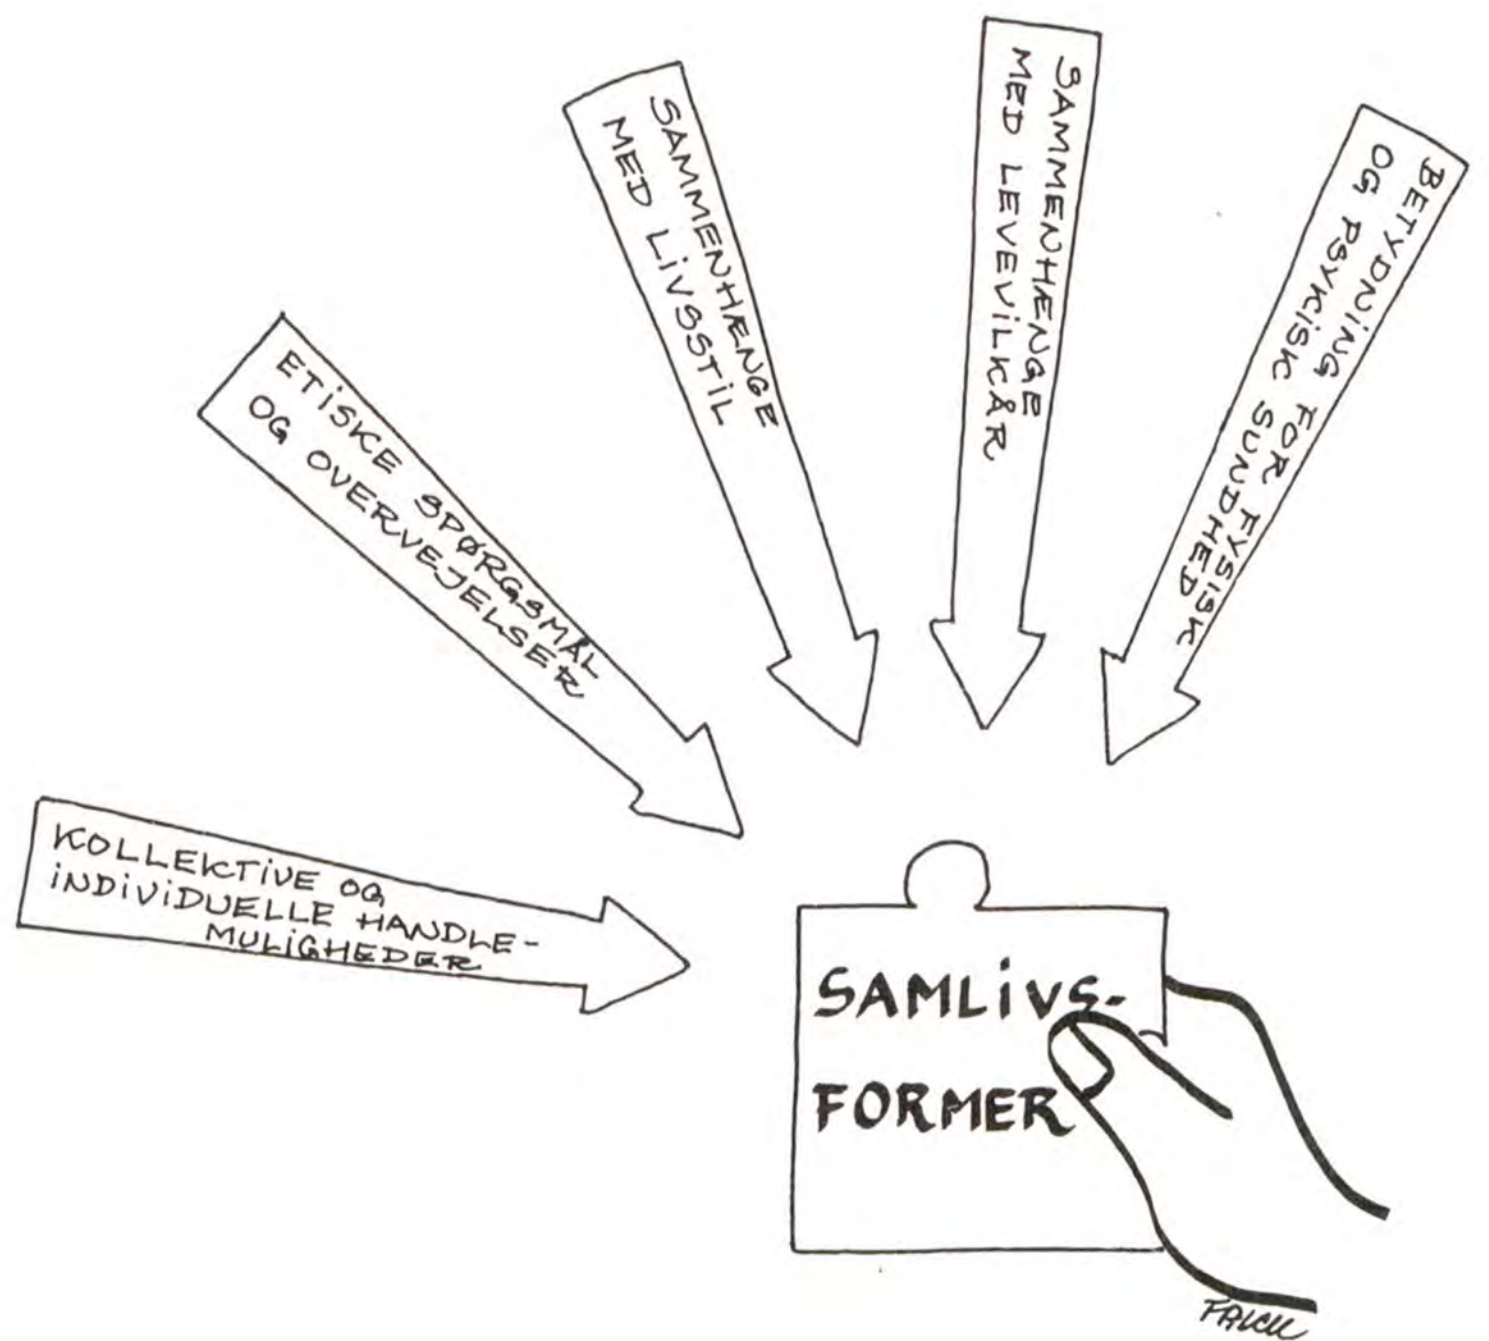 SAMMENHÆNGE
MED LIVSSTIL
SAMMENHÆNGE
MED LEVEVILKÅR
BETYDNING FOR FYSISK
OG PSYKISK SUNDHED
ETISKE SPØRGSMÅL
OG OVERVEJELSER
KOLLEKTIVE OG
INDIVIDUELLE HANDLE-
MULIGHEDER
SAMLIVS-
FORMER